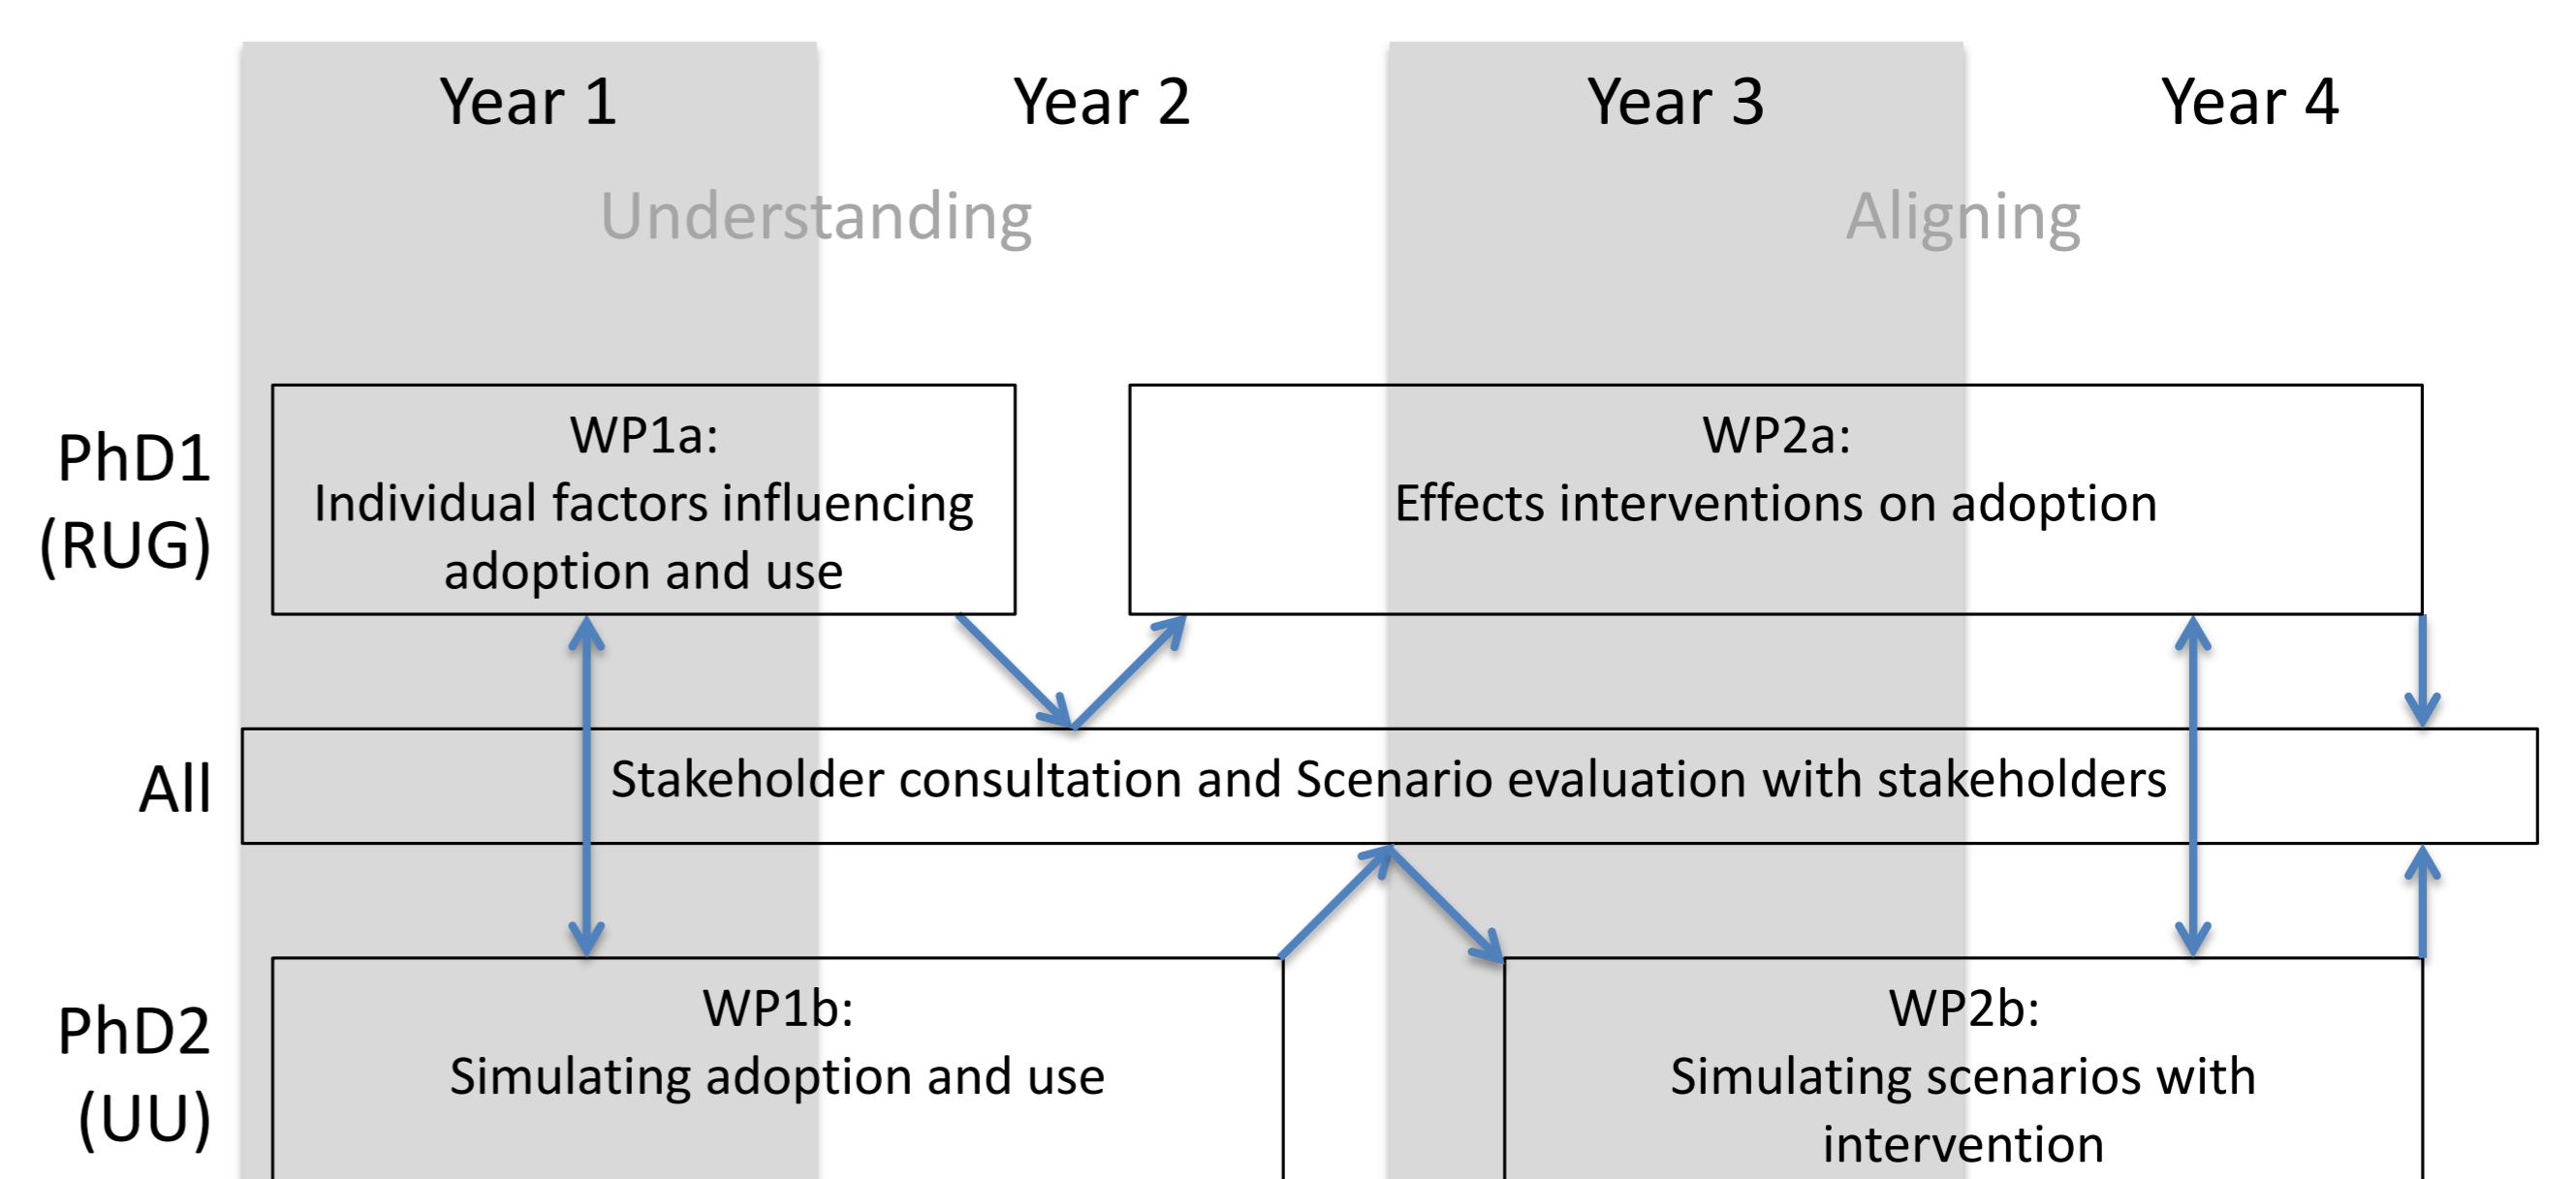 Year 1
Year 2
Year 3
Year 4
Understanding
Aligning
PhD1
(RUG)
WP1a:
Individual factors influencing
adoption and use
WP2a:
Effects interventions on adoption
All
Stakeholder consultation and Scenario evaluation with stakeholders
PhD2
(UU)
WP1b:
Simulating adoption and use
WP2b:
Simulating scenarios with
intervention